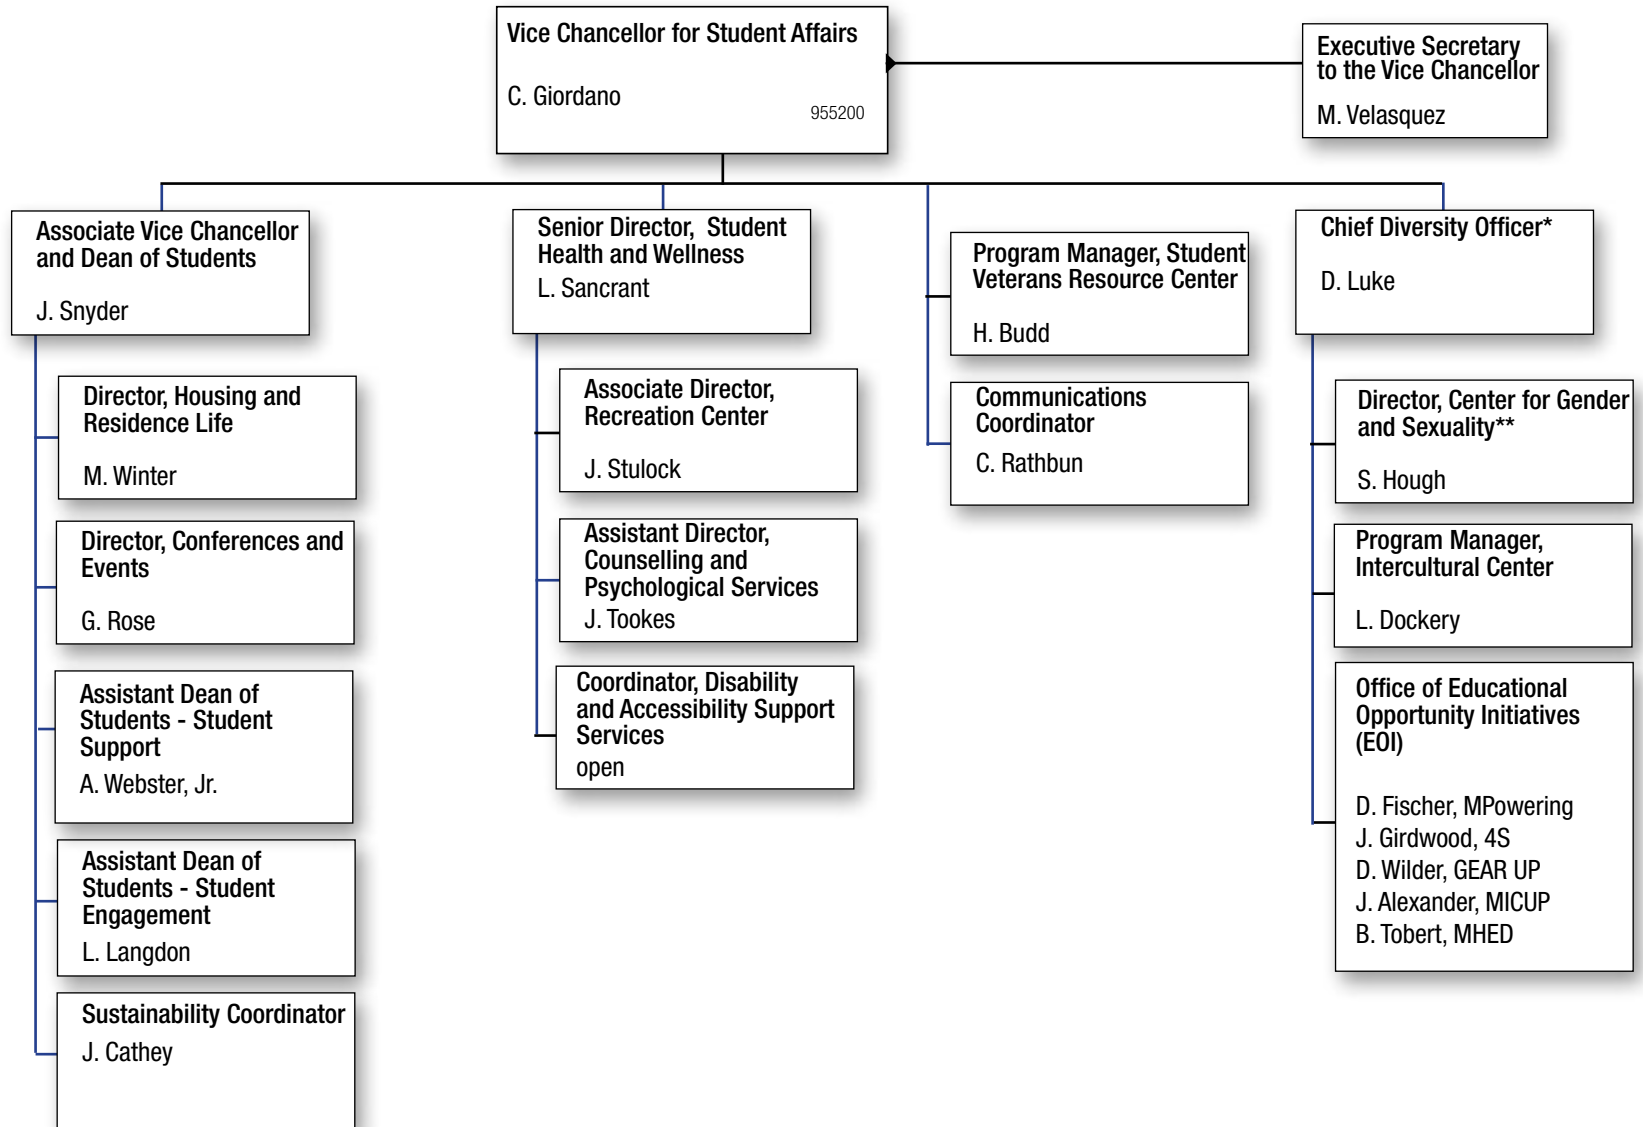 Vice Chancellor for Student Affairs
C. Giordano
955200
Executive Secretary
to the Vice Chancellor
M. Velasquez
Associate Vice Chancellor
and Dean of Students
J. Snyder
Director, Housing and
Residence Life
M. Winter
Director, Conferences and
Events
G. Rose
Assistant Dean of
Students - Student
Support
A. Webster, Jr.
Assistant Dean of
Students - Student
Engagement
L. Langdon
Sustainability Coordinator
J. Cathey
Senior Director, Student
Health and Wellness
L. Sancrant
Associate Director,
Recreation Center
J. Stulock
Assistant Director,
Counselling and
Psychological Services
J. Tookes
Coordinator, Disability
and Accessibility Support
Services
open
Program Manager, Student
Veterans Resource Center
H. Budd
Communications
Coordinator
C. Rathbun
Chief Diversity Officer*
D. Luke
Director, Center for Gender
and Sexuality**
S. Hough
Program Manager,
Intercultural Center
L. Dockery
Office of Educational
Opportunity Initiatives
(EOI)
D. Fischer, MPowering
J. Girdwood, 4S
D. Wilder, GEAR UP
J. Alexander, MICUP
B. Tobert, MHED